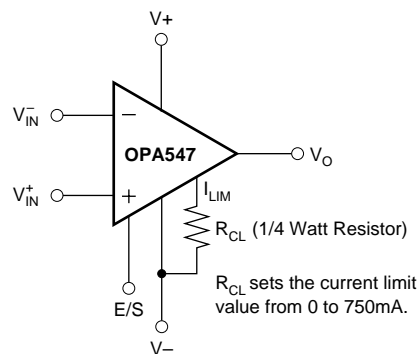 V+
V−IN
−
OPA547
VO
V+IN
+
ILIM
RCL (1/4 Watt Resistor)
RCL sets the current limit
value from 0 to 750mA.
E/S
V−